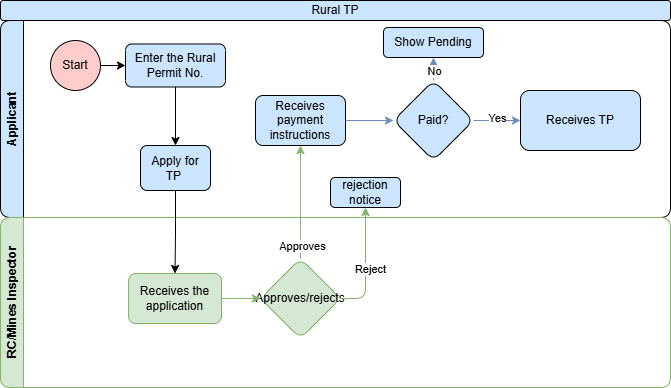 Rural TP
Applicant
Start
Enter the Rural
Permit No.
Apply for
TP
Receives
payment
instructions
Show Pending
No
Paid?
Yes
Receives TP
rejection
notice
RC/Mines Inspector
Receives the
application
Approves/rejects
Approves
Reject